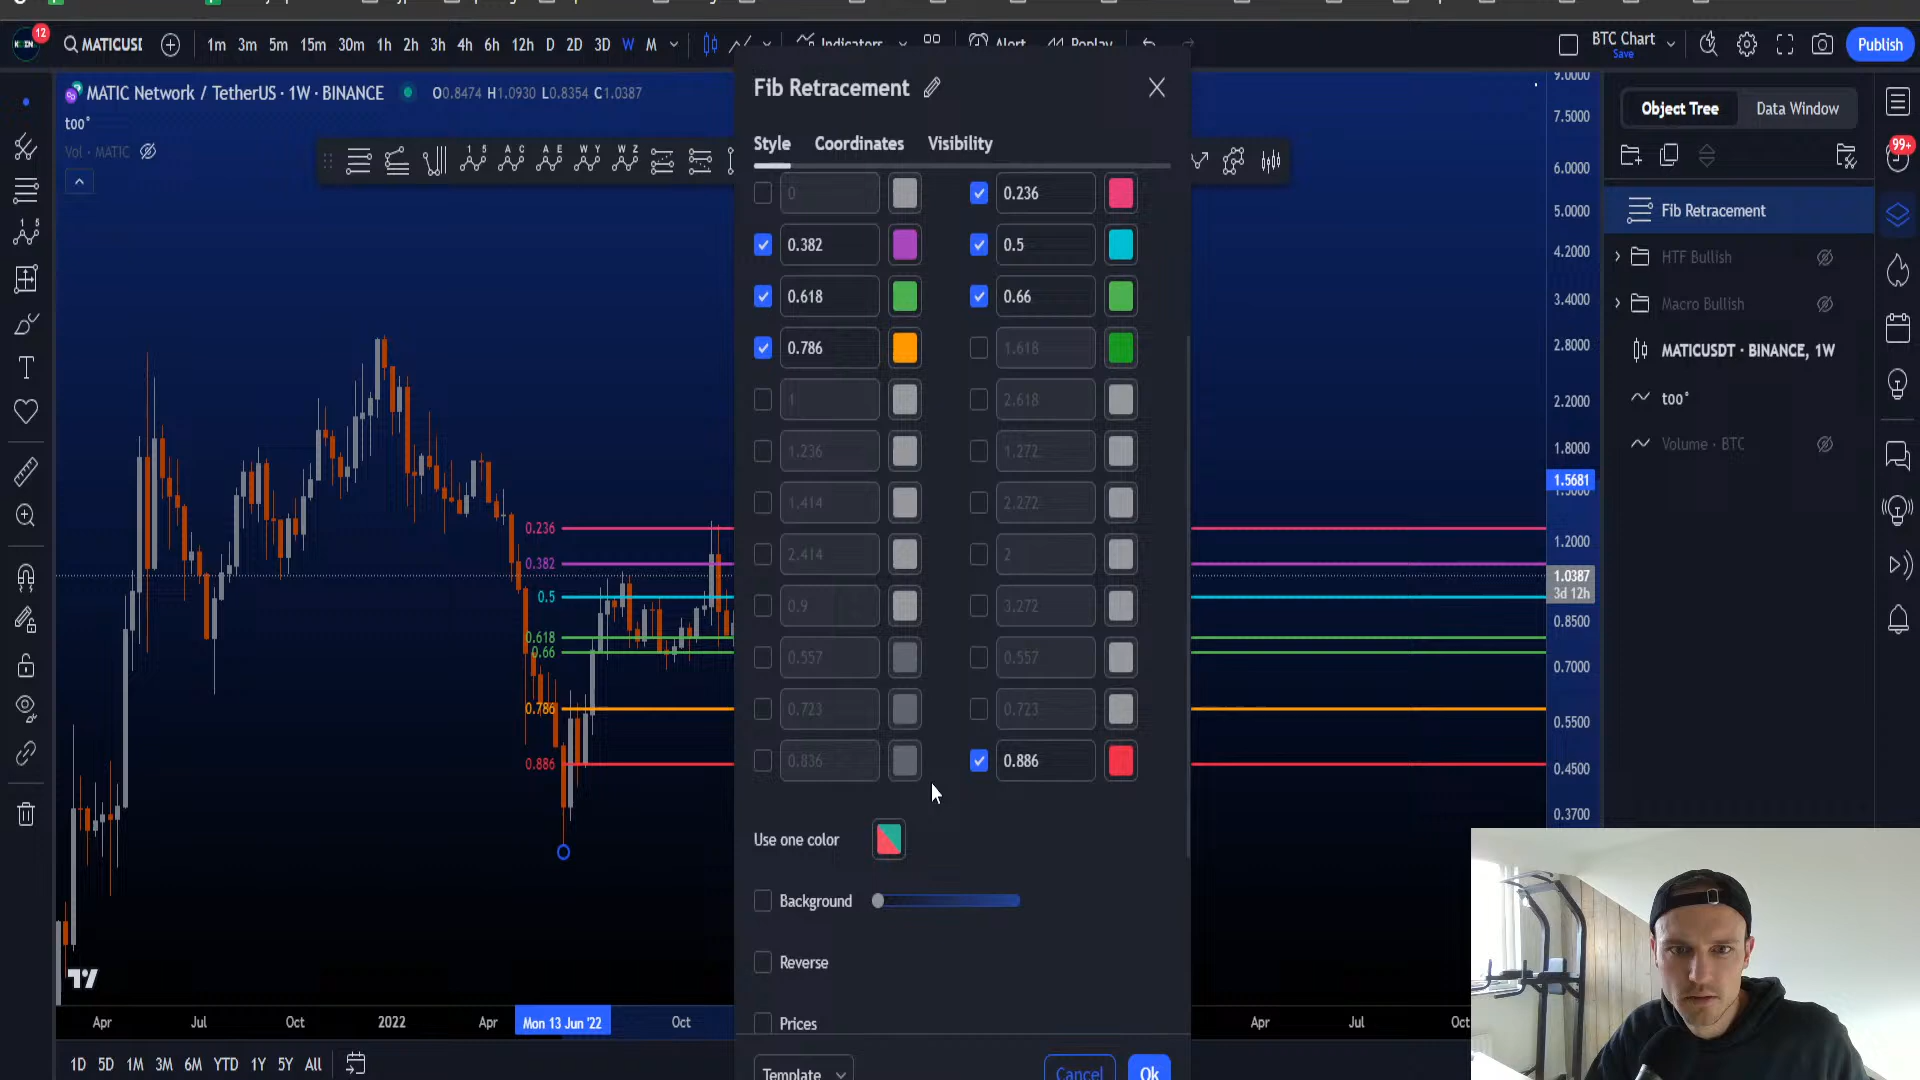 12
MATICUSI
1m 3m 5m 15m 30m 1h 2h 3h 4h 6h 12h D 2D 3D W M
Indicators
Alert
Replay
BTC Chart
Save
Publish
MATIC Network / TetherUS · 1W · BINANCE
O0.8474 H1.0930 L0.8354 C1.0387
too°
Vol · MATIC
Fib Retracement
Style Coordinates Visibility
0 0.236
0.382 0.5
0.618 0.66
0.786 1.618
1 2.618
1.236 1.272
1.414 2.272
2.414 2
0.9 3.272
0.557 0.557
0.723 0.723
0.836 0.886
Use one color
Background
Reverse
Prices
Template
Cancel
Ok
0.236
0.382
0.5
0.618
0.66
0.786
0.886
9.0000
7.5000
6.0000
5.0000
4.2000
3.4000
2.8000
2.2000
1.8000
1.5681
1.5000
1.2000
1.0387
3d 12h
0.8500
0.7000
0.5500
0.4500
0.3700
Object Tree Data Window
99+
Fib Retracement
HTF Bullish
Macro Bullish
MATICUSDT · BINANCE, 1W
too°
Volume · BTC
Apr Jul Oct 2022 Apr Mon 13 Jun '22 Oct Apr Jul Oct
1D 5D 1M 3M 6M YTD 1Y 5Y All